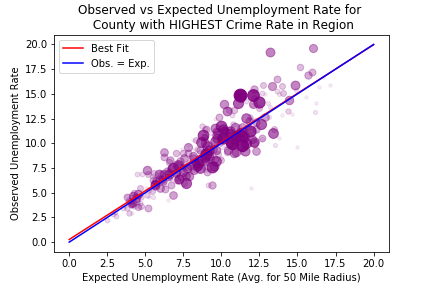 Observed vs Expected Unemployment Rate for
County with HIGHEST Crime Rate in Region
Best Fit
Obs. = Exp.
20.0
17.5
15.0
12.5
10.0
7.5
5.0
2.5
0.0
Observed Unemployment Rate
0.0 2.5 5.0 7.5 10.0 12.5 15.0 17.5 20.0
Expected Unemployment Rate (Avg. for 50 Mile Radius)